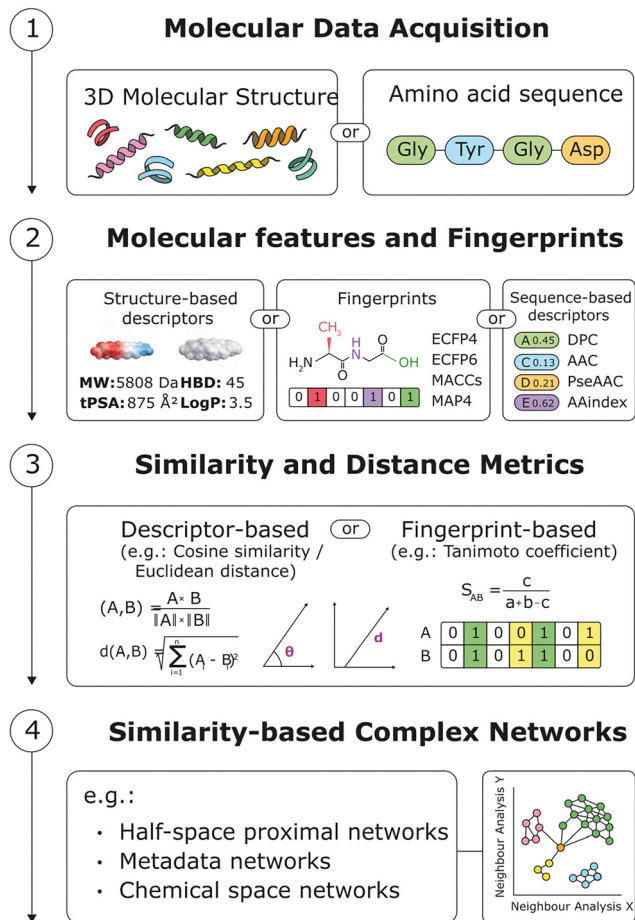 1
Molecular Data Acquisition
3D Molecular Structure
or
Amino acid sequence
Gly Tyr Gly Asp
2
Molecular features and Fingerprints
Structure-based
descriptors
MW: 5808 Da HBD: 45
tPSA: 875 Å² LogP: 3.5
or
Fingerprints
CH₃
H₂N
H
N
O
O
OH
ECFP4
ECFP6
MACCs
MAP4
0 1 0 0 1 0 1
or
Sequence-based
descriptors
A 0.45 DPC
C 0.13 AAC
D 0.21 PseAAC
E 0.62 AAindex
3
Similarity and Distance Metrics
Descriptor-based
(e.g.: Cosine similarity /
Euclidean distance)
or
Fingerprint-based
(e.g.: Tanimoto coefficient)
(A,B) = A × B / ‖A‖×‖B‖
d(A,B) = √ n ∑ i=1 (Aᵢ - Bᵢ)²
θ
d
S_AB = c / a+b-c
A 0 1 0 0 1 0 1
B 0 1 0 1 1 0 0
4
Similarity-based Complex Networks
e.g.:
• Half-space proximal networks
• Metadata networks
• Chemical space networks
Neighbour Analysis Y
Neighbour Analysis X